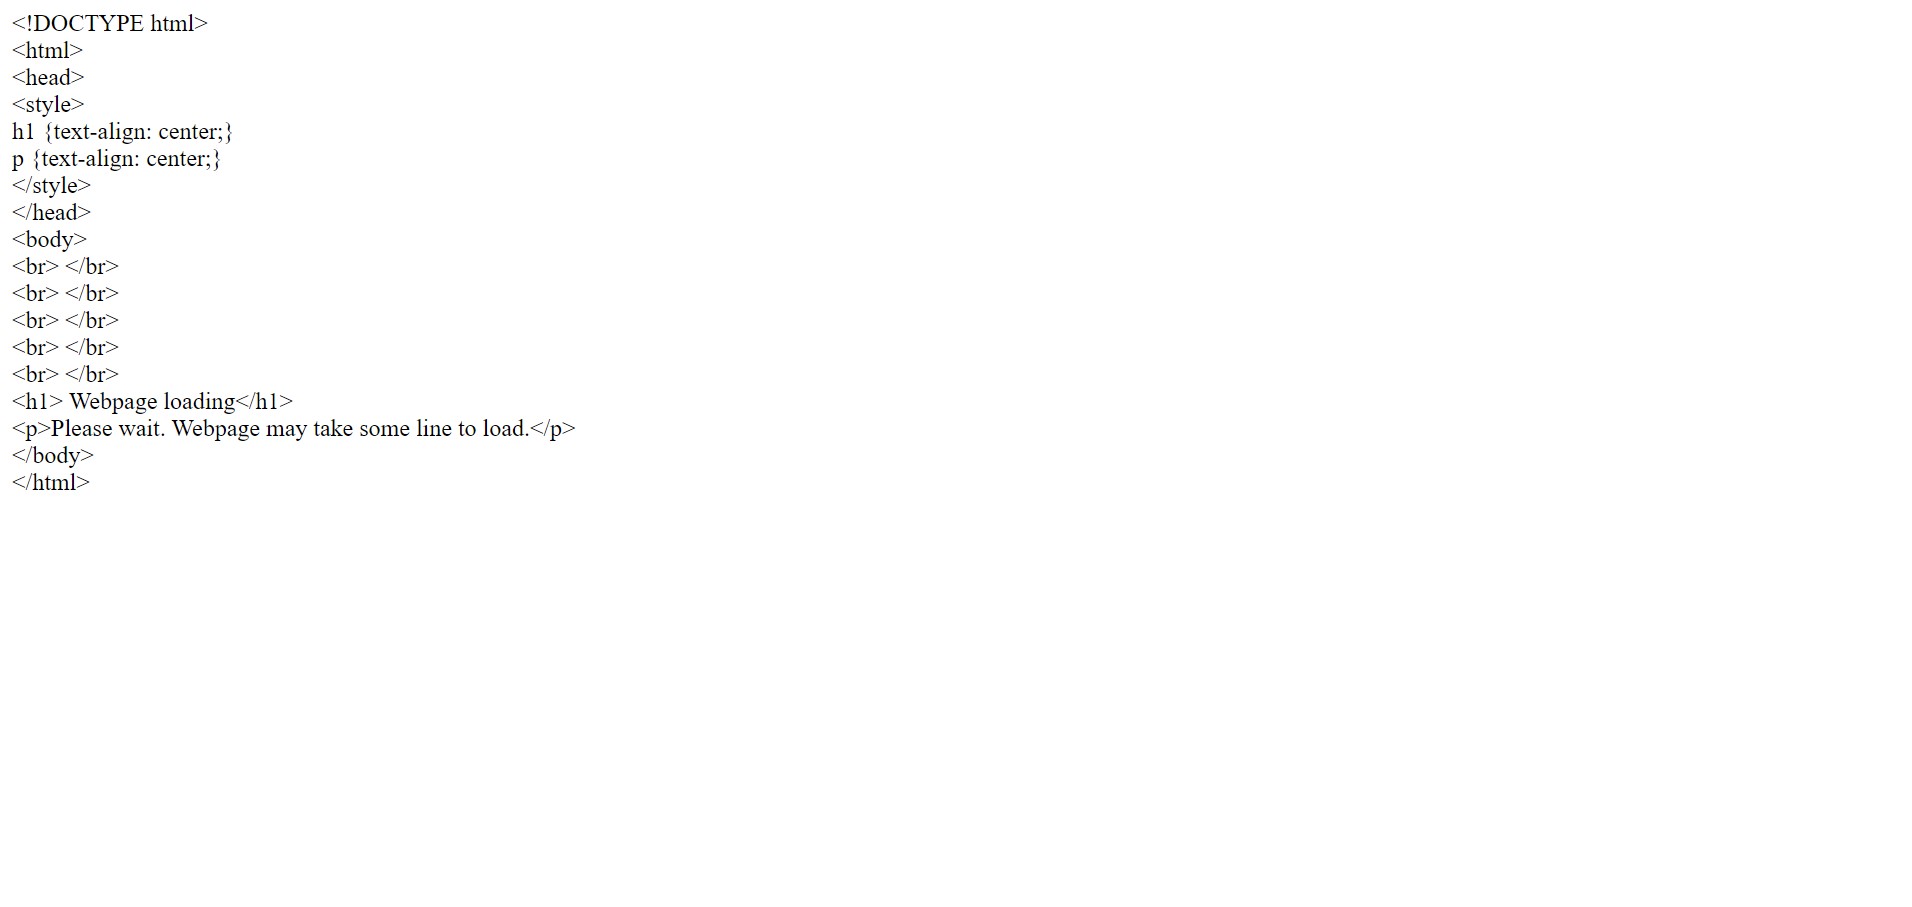 <!DOCTYPE html>
<html>
<head>
<style>
h1 {text-align: center;}
p {text-align: center;}
</style>
</head>
<body>
<br> </br>
<br> </br>
<br> </br>
<br> </br>
<br> </br>
<h1> Webpage loading</h1>
<p>Please wait. Webpage may take some line to load.</p>
</body>
</html>